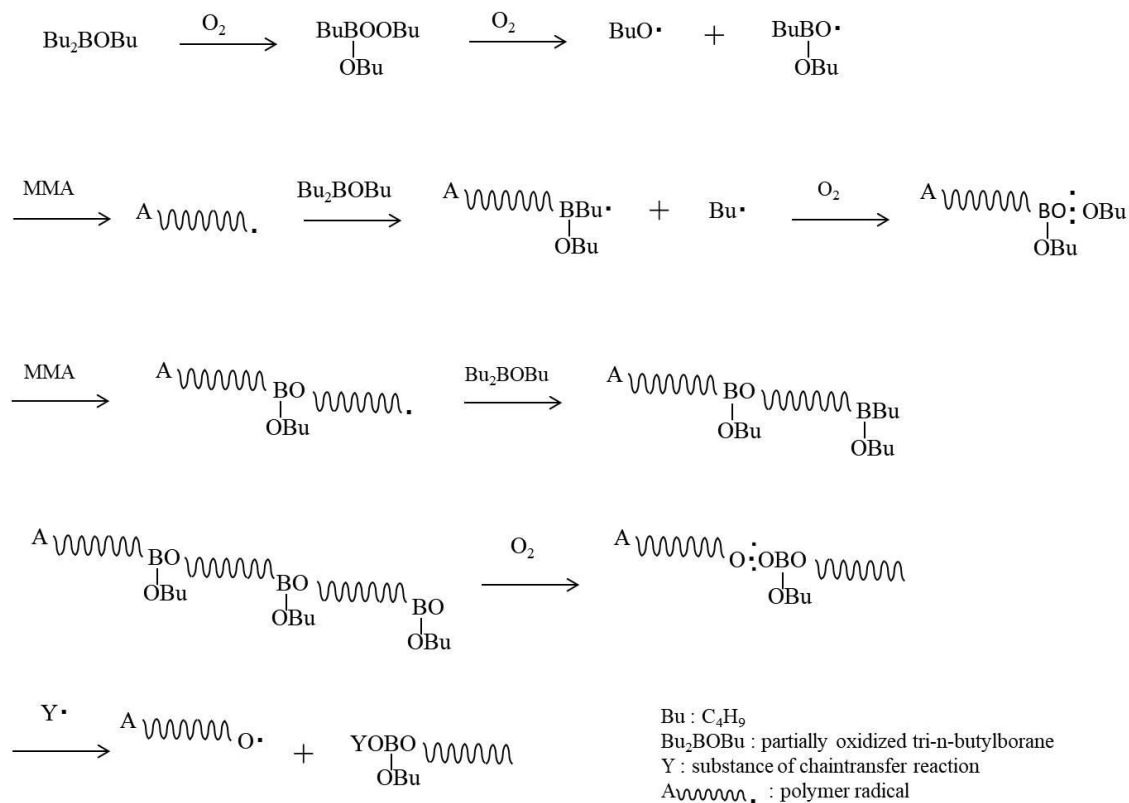 Bu₂BOBu O₂ BuBOOBu O₂ BuO· + BuBO·
OBu OBu
MMA A · Bu₂BOBu A BBu· + Bu· O₂ A BO:·OBu
OBu OBu
MMA A BO · Bu₂BOBu A BO BBu
OBu OBu OBu
A BO BO BO O₂ A O:·OBO
OBu OBu OBu OBu
Y· A O· + YOBO
OBu
Bu : C₄H₉
Bu₂BOBu : partially oxidized tri-n-butylborane
Y : substance of chaintransfer reaction
A · : polymer radical